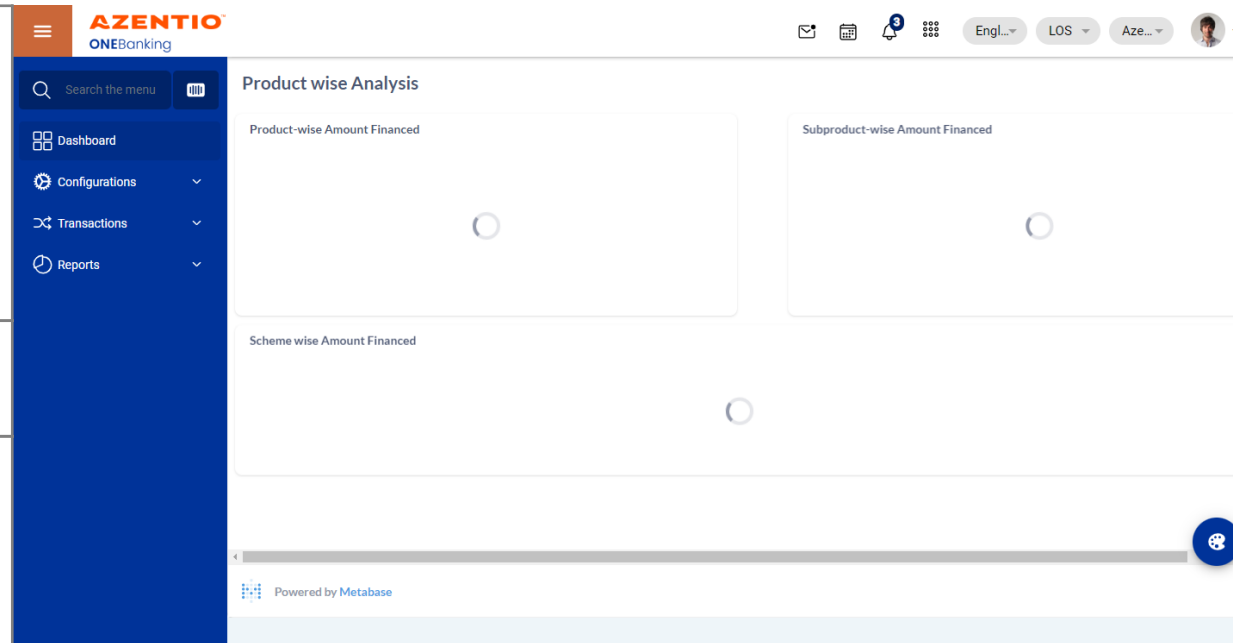 AZENTIO
ONEBanking
3
Engl...
LOS
Aze...
Search the menu
Dashboard
Configurations
Transactions
Reports
Product wise Analysis
Product-wise Amount Financed
Subproduct-wise Amount Financed
Scheme wise Amount Financed
Powered by Metabase